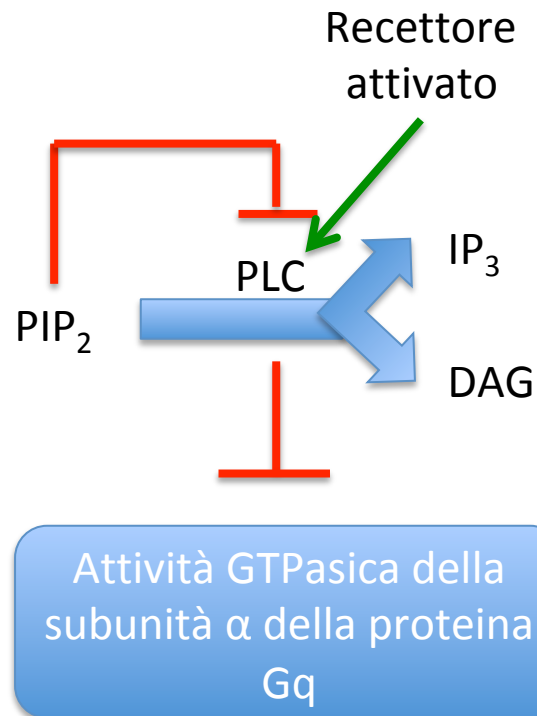 Recettore
attivato
PLC
IP₃
PIP₂
DAG
Attività GTPasica della
subunità α della proteina
Gq